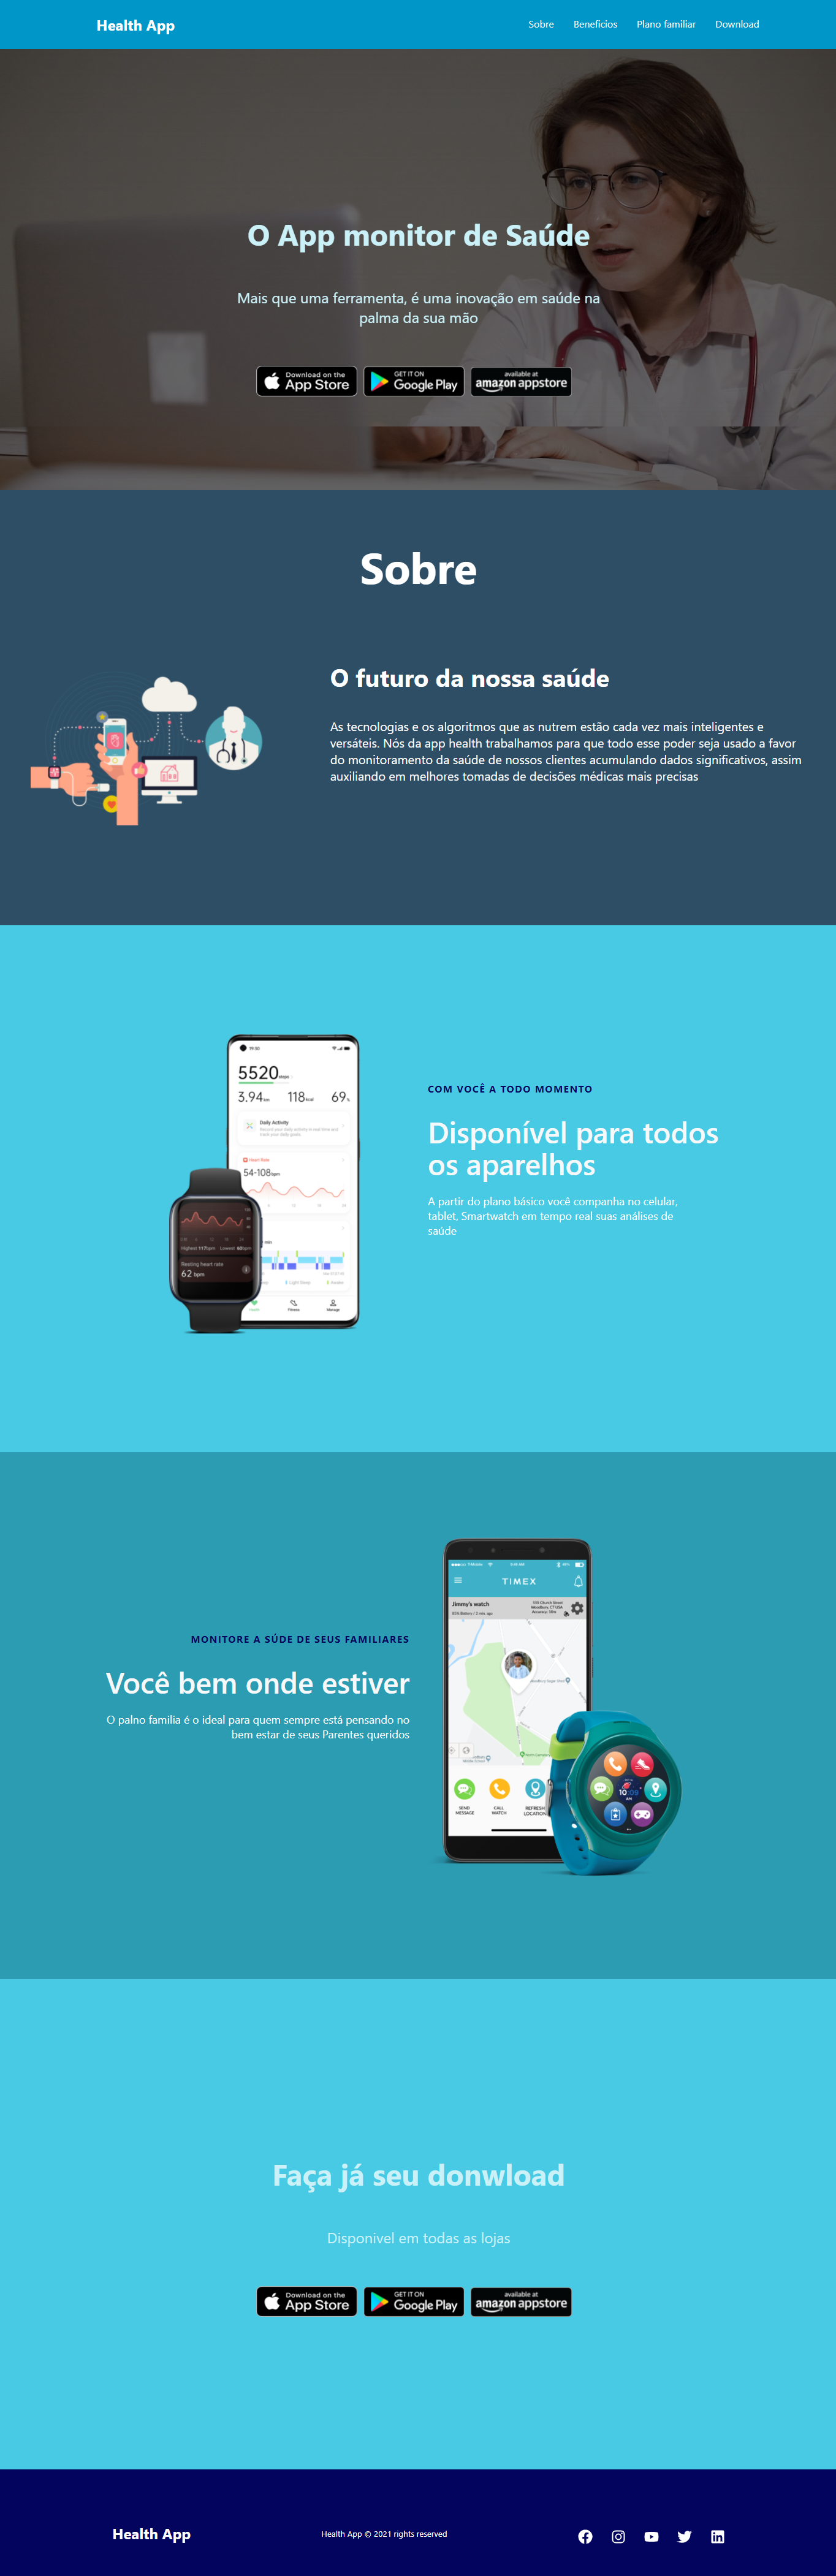 Health App
Sobre
Beneficios
Plano familiar
Download
O App monitor de Saúde
Mais que uma ferramenta, é uma inovação em saúde na
palma da sua mão
Download on the
App Store
GET IT ON
Google Play
available at
amazon appstore
Sobre
O futuro da nossa saúde
As tecnologias e os algoritmos que as nutrem estão cada vez mais inteligentes e
versáteis. Nós da app health trabalhamos para que todo esse poder seja usado a favor
do monitoramento da saúde de nossos clientes acumulando dados significativos, assim
auxiliando em melhores tomadas de decisões médicas mais precisas
5520 steps
3.94 km 118 kcal 69
Daily Activity
Heart Rate
54-108 bpm
Highest 117bpm Lowest 60bpm
Resting heart rate
62 bpm
Light Sleep
Awake
Health
Fitness
Manage
COM VOCÊ A TODO MOMENTO
Disponível para todos
os aparelhos
A partir do plano básico você companha no celular,
tablet, Smartwatch em tempo real suas análises de
saúde
MONITORE A SÚDE DE SEUS FAMILIARES
Você bem onde estiver
O palno familia é o ideal para quem sempre está pensando no
bem estar de seus Parentes queridos
TIMEX
Jimmy's watch
SEND
MESSAGE
CALL
WATCH
REFRESH
LOCATION
10:09
AM
Faça já seu donwload
Disponivel em todas as lojas
Download on the
App Store
GET IT ON
Google Play
available at
amazon appstore
Health App
Health App © 2021 rights reserved